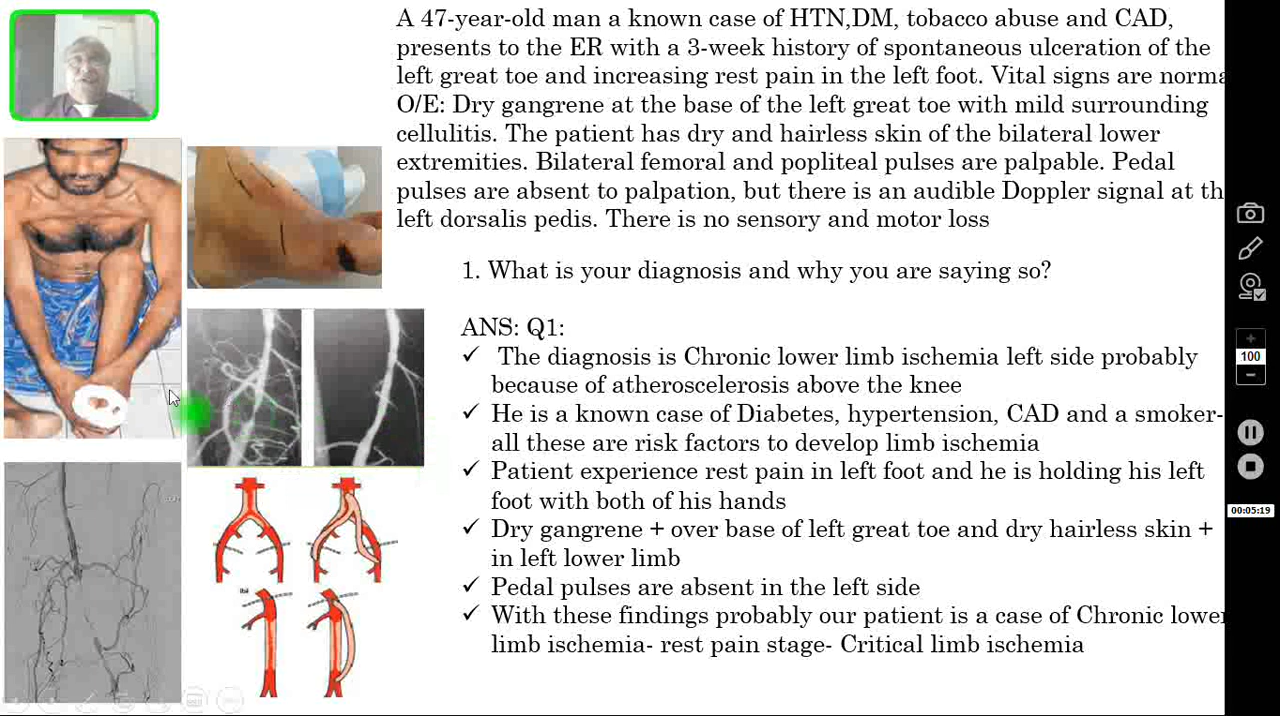 A 47-year-old man a known case of HTN,DM, tobacco abuse and CAD,
presents to the ER with a 3-week history of spontaneous ulceration of the
left great toe and increasing rest pain in the left foot. Vital signs are norma
O/E: Dry gangrene at the base of the left great toe with mild surrounding
cellulitis. The patient has dry and hairless skin of the bilateral lower
extremities. Bilateral femoral and popliteal pulses are palpable. Pedal
pulses are absent to palpation, but there is an audible Doppler signal at th
left dorsalis pedis. There is no sensory and motor loss
1. What is your diagnosis and why you are saying so?
ANS: Q1:
✓ The diagnosis is Chronic lower limb ischemia left side probably
because of atherosclerosis above the knee
✓ He is a known case of Diabetes, hypertension, CAD and a smoker-
all these are risk factors to develop limb ischemia
✓ Patient experience rest pain in left foot and he is holding his left
foot with both of his hands
✓ Dry gangrene + over base of left great toe and dry hairless skin +
in left lower limb
✓ Pedal pulses are absent in the left side
✓ With these findings probably our patient is a case of Chronic lower
limb ischemia- rest pain stage- Critical limb ischemia
100
00:05:19